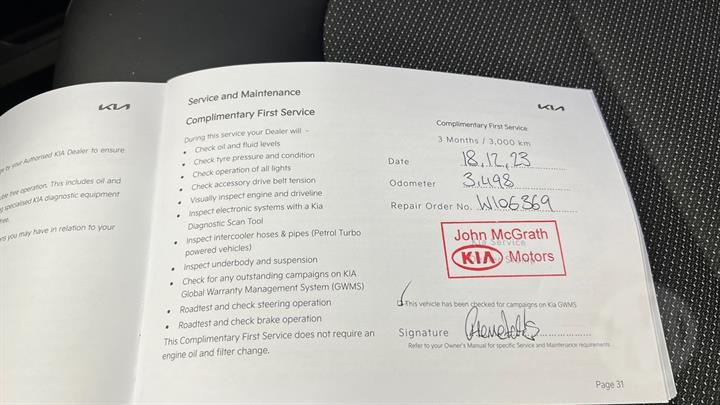 KIA
e by your Authorised KIA Dealer to ensure
free operation. This includes oil and
g specialised KIA diagnostic equipment
ns you may have in relation to your
Service and Maintenance
Complimentary First Service
During this service your Dealer will -
• Check oil and fluid levels
• Check tyre pressure and condition
• Check operation of all lights
• Check accessory drive belt tension
• Visually inspect engine and driveline
• Inspect electronic systems with a Kia
Diagnostic Scan Tool
• Inspect intercooler hoses & pipes (Petrol Turbo
powered vehicles)
• Inspect underbody and suspension
• Check for any outstanding campaigns on KIA
Global Warranty Management System (GWMS)
• Roadtest and check steering operation
• Roadtest and check brake operation
This Complimentary First Service does not require an
engine oil and filter change.
KIA
Complimentary First Service
3 Months / 3,000 km
Date 18,12,23
Odometer 3,498
Repair Order No. W106369
John McGrath
KIA Motors
This vehicle has been checked for campaigns on Kia GWMS
Signature
Refer to your Owner's Manual for specific Service and Maintenance requirements
Page 31